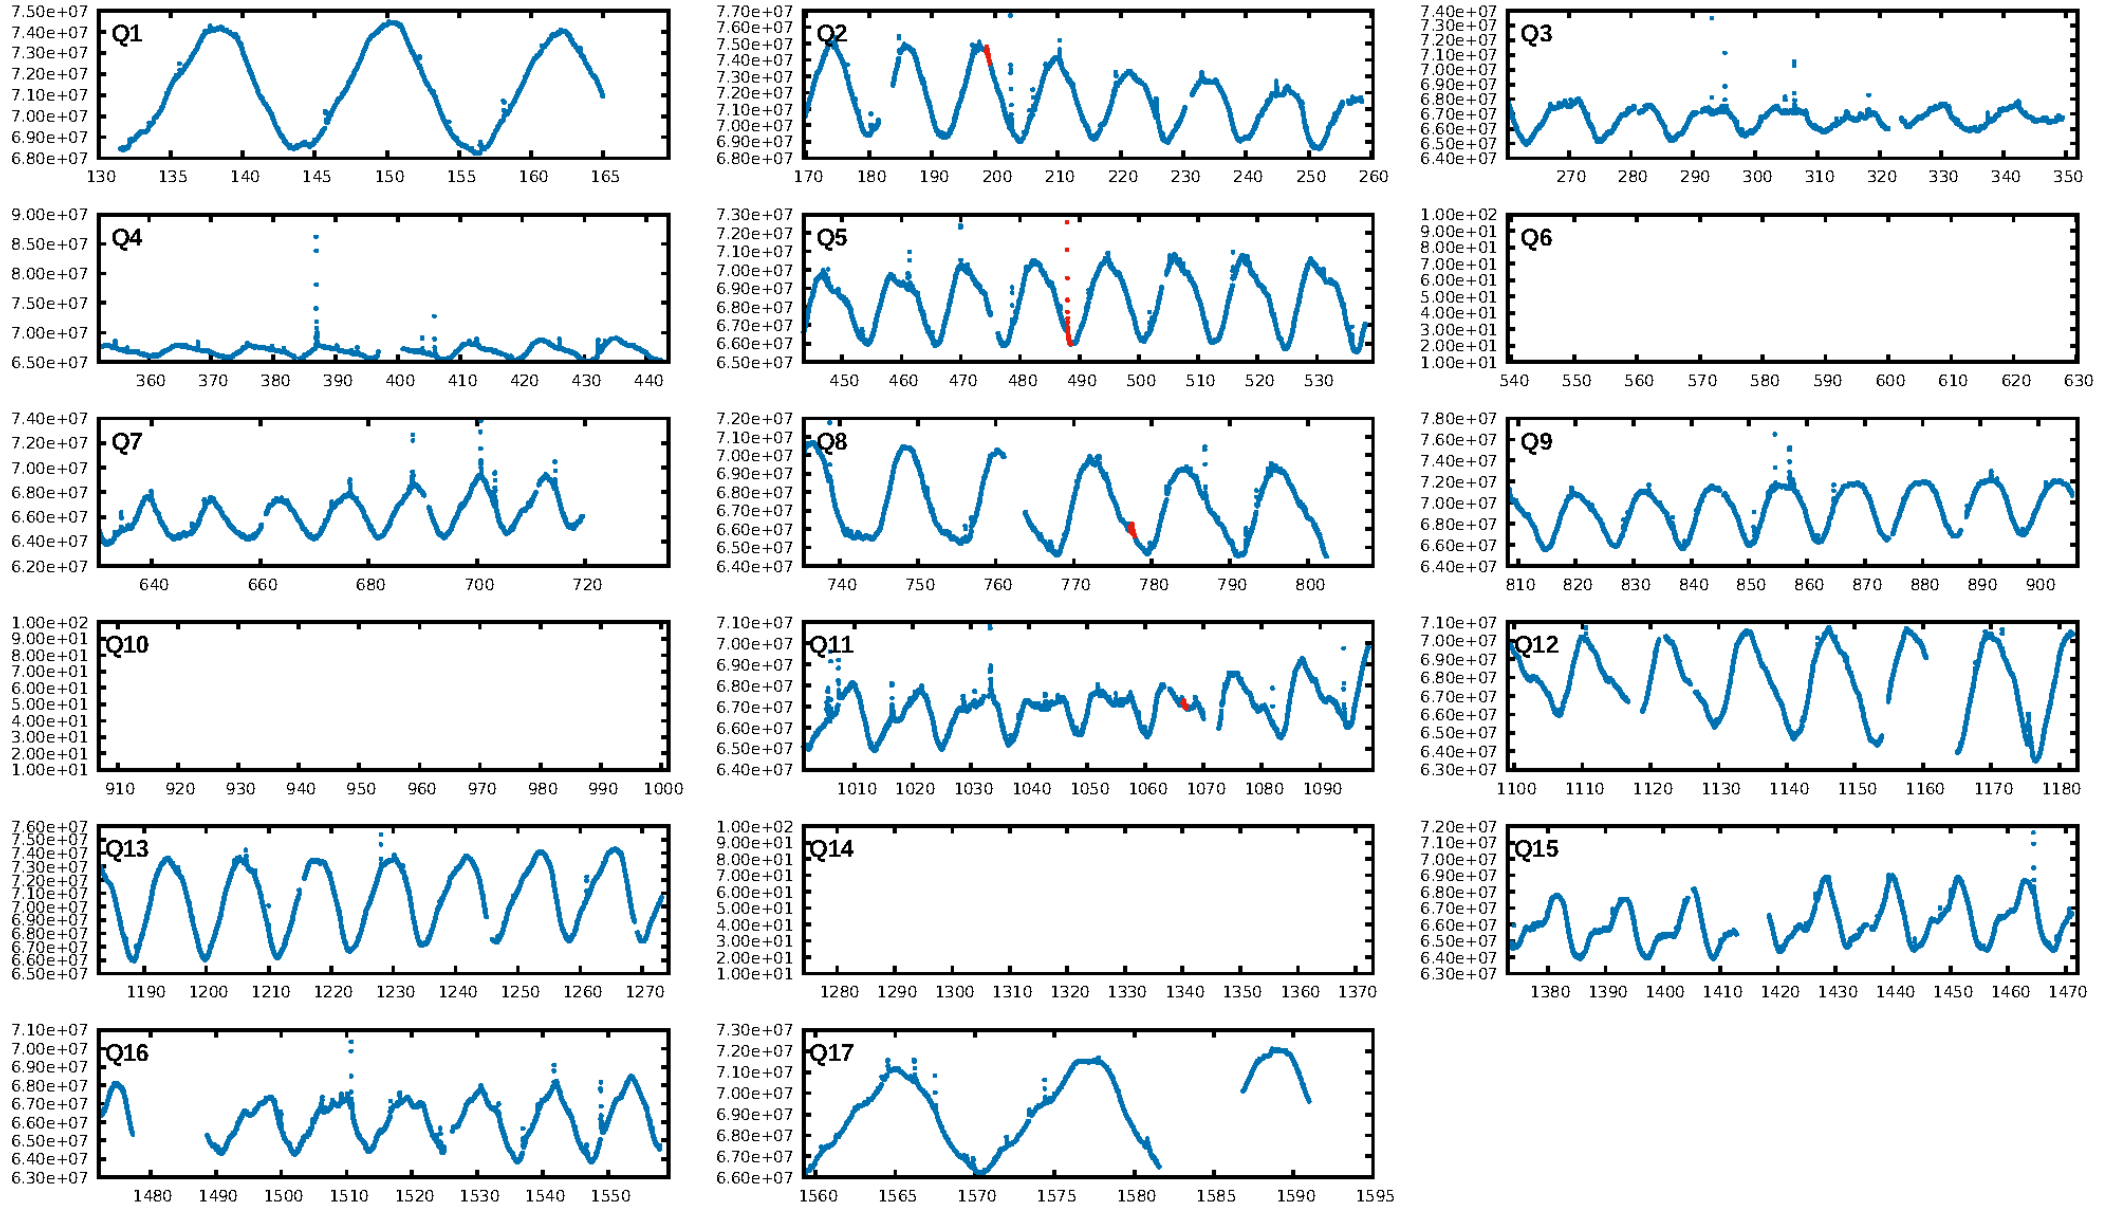 7.50e+07
7.40e+07
7.30e+07
7.20e+07
7.10e+07
7.00e+07
6.90e+07
6.80e+07
Q1
130 135 140 145 150 155 160 165
7.70e+07
7.60e+07
7.50e+07
7.40e+07
7.30e+07
7.20e+07
7.10e+07
7.00e+07
6.90e+07
6.80e+07
Q2
170 180 190 200 210 220 230 240 250 260
7.40e+07
7.30e+07
7.20e+07
7.10e+07
7.00e+07
6.90e+07
6.80e+07
6.70e+07
6.60e+07
6.50e+07
6.40e+07
Q3
270 280 290 300 310 320 330 340 350
9.00e+07
8.50e+07
8.00e+07
7.50e+07
7.00e+07
6.50e+07
Q4
360 370 380 390 400 410 420 430 440
7.30e+07
7.20e+07
7.10e+07
7.00e+07
6.90e+07
6.80e+07
6.70e+07
6.60e+07
6.50e+07
Q5
450 460 470 480 490 500 510 520 530
1.00e+02
9.00e+01
8.00e+01
7.00e+01
6.00e+01
5.00e+01
4.00e+01
3.00e+01
2.00e+01
1.00e+01
Q6
540 550 560 570 580 590 600 610 620 630
7.40e+07
7.20e+07
7.00e+07
6.80e+07
6.60e+07
6.40e+07
6.20e+07
Q7
640 660 680 700 720
7.20e+07
7.10e+07
7.00e+07
6.90e+07
6.80e+07
6.70e+07
6.60e+07
6.50e+07
6.40e+07
Q8
740 750 760 770 780 790 800
7.80e+07
7.60e+07
7.40e+07
7.20e+07
7.00e+07
6.80e+07
6.60e+07
6.40e+07
Q9
810 820 830 840 850 860 870 880 890 900
1.00e+02
9.00e+01
8.00e+01
7.00e+01
6.00e+01
5.00e+01
4.00e+01
3.00e+01
2.00e+01
1.00e+01
Q10
910 920 930 940 950 960 970 980 990 1000
7.10e+07
7.00e+07
6.90e+07
6.80e+07
6.70e+07
6.60e+07
6.50e+07
6.40e+07
Q11
1010 1020 1030 1040 1050 1060 1070 1080 1090
7.10e+07
7.00e+07
6.90e+07
6.80e+07
6.70e+07
6.60e+07
6.50e+07
6.40e+07
6.30e+07
Q12
1100 1110 1120 1130 1140 1150 1160 1170 1180
7.60e+07
7.50e+07
7.40e+07
7.30e+07
7.20e+07
7.10e+07
7.00e+07
6.90e+07
6.80e+07
6.70e+07
6.60e+07
6.50e+07
Q13
1190 1200 1210 1220 1230 1240 1250 1260 1270
1.00e+02
9.00e+01
8.00e+01
7.00e+01
6.00e+01
5.00e+01
4.00e+01
3.00e+01
2.00e+01
1.00e+01
Q14
1280 1290 1300 1310 1320 1330 1340 1350 1360 1370
7.20e+07
7.10e+07
7.00e+07
6.90e+07
6.80e+07
6.70e+07
6.60e+07
6.50e+07
6.40e+07
6.30e+07
Q15
1380 1390 1400 1410 1420 1430 1440 1450 1460 1470
7.10e+07
7.00e+07
6.90e+07
6.80e+07
6.70e+07
6.60e+07
6.50e+07
6.40e+07
6.30e+07
Q16
1480 1490 1500 1510 1520 1530 1540 1550
7.30e+07
7.20e+07
7.10e+07
7.00e+07
6.90e+07
6.80e+07
6.70e+07
6.60e+07
Q17
1560 1565 1570 1575 1580 1585 1590 1595